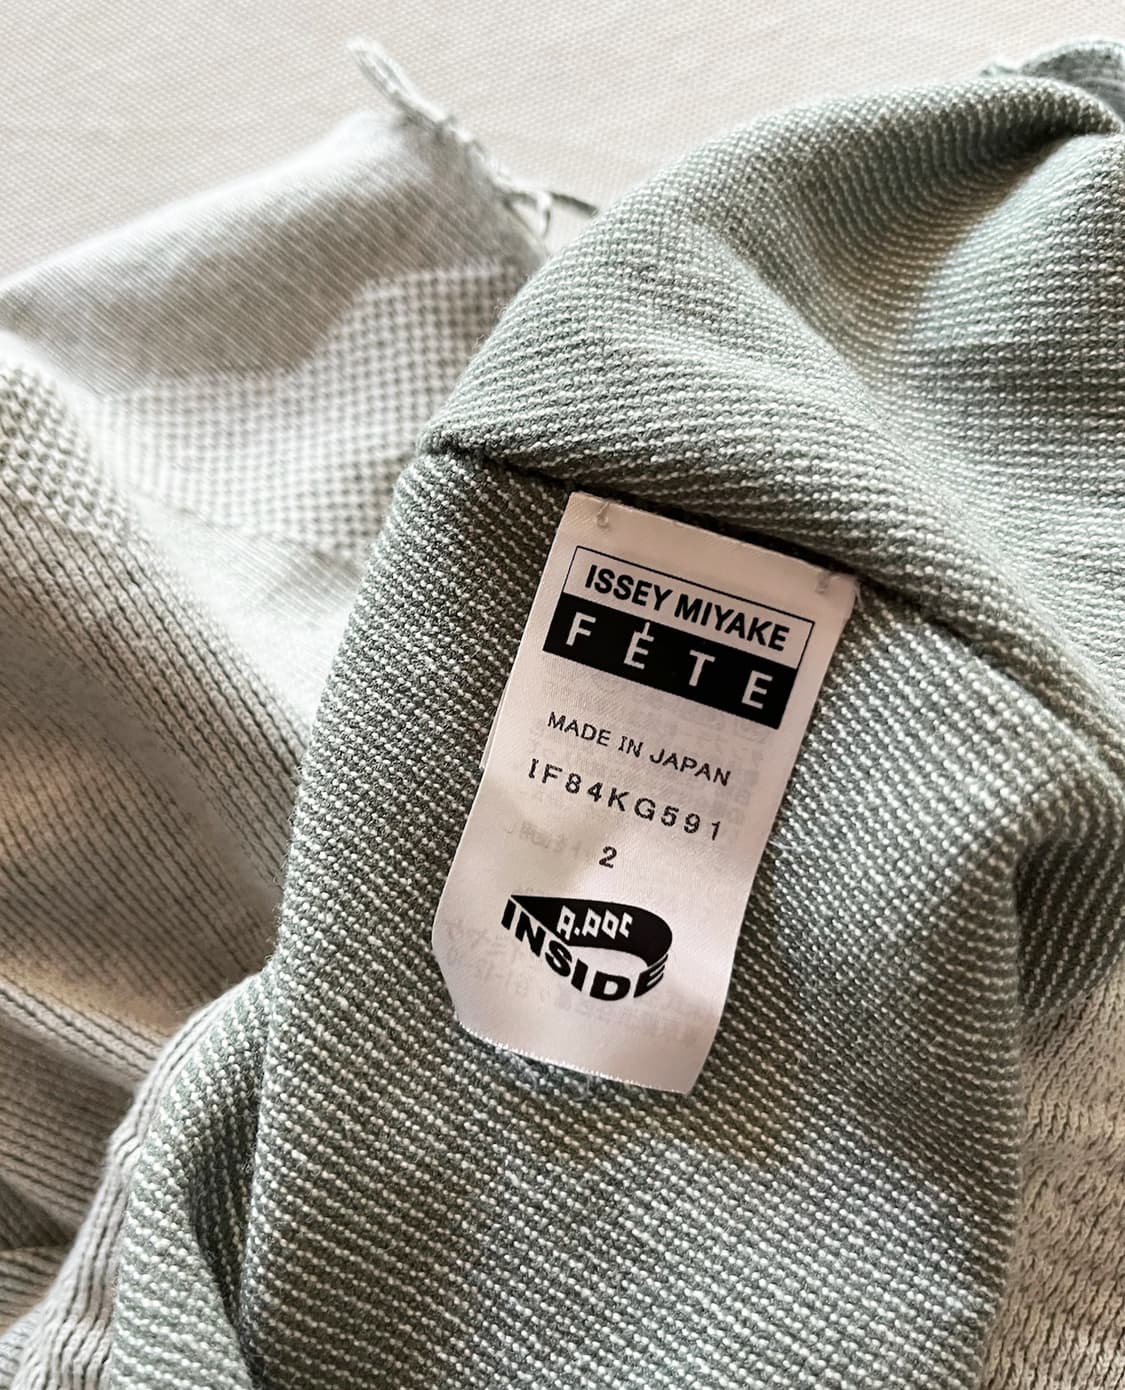 ISSEY MIYAKE
FÊTE
MADE IN JAPAN
IF84KG591
2
A.POC
INSIDE